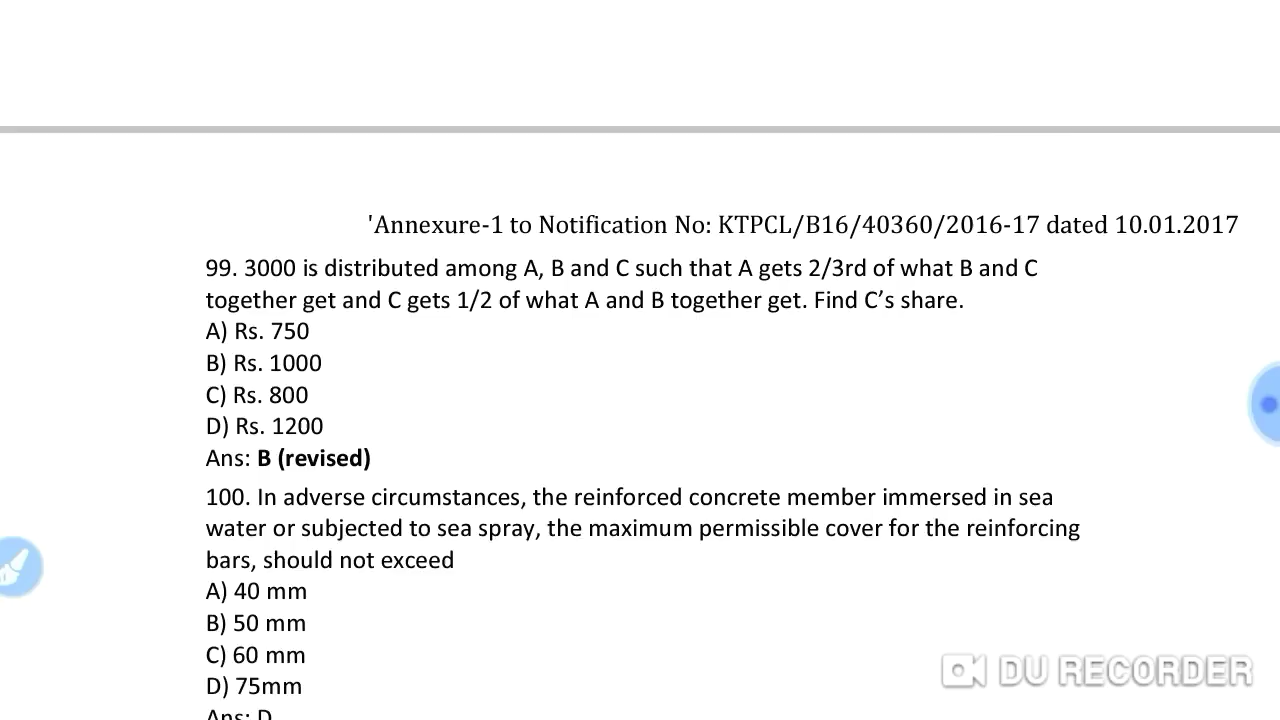 'Annexure-1 to Notification No: KTPCL/B16/40360/2016-17 dated 10.01.2017
99. 3000 is distributed among A, B and C such that A gets 2/3rd of what B and C
together get and C gets 1/2 of what A and B together get. Find C’s share.
A) Rs. 750
B) Rs. 1000
C) Rs. 800
D) Rs. 1200
Ans: B (revised)
100. In adverse circumstances, the reinforced concrete member immersed in sea
water or subjected to sea spray, the maximum permissible cover for the reinforcing
bars, should not exceed
A) 40 mm
B) 50 mm
C) 60 mm
D) 75mm
Ans: D
DU RECORDER